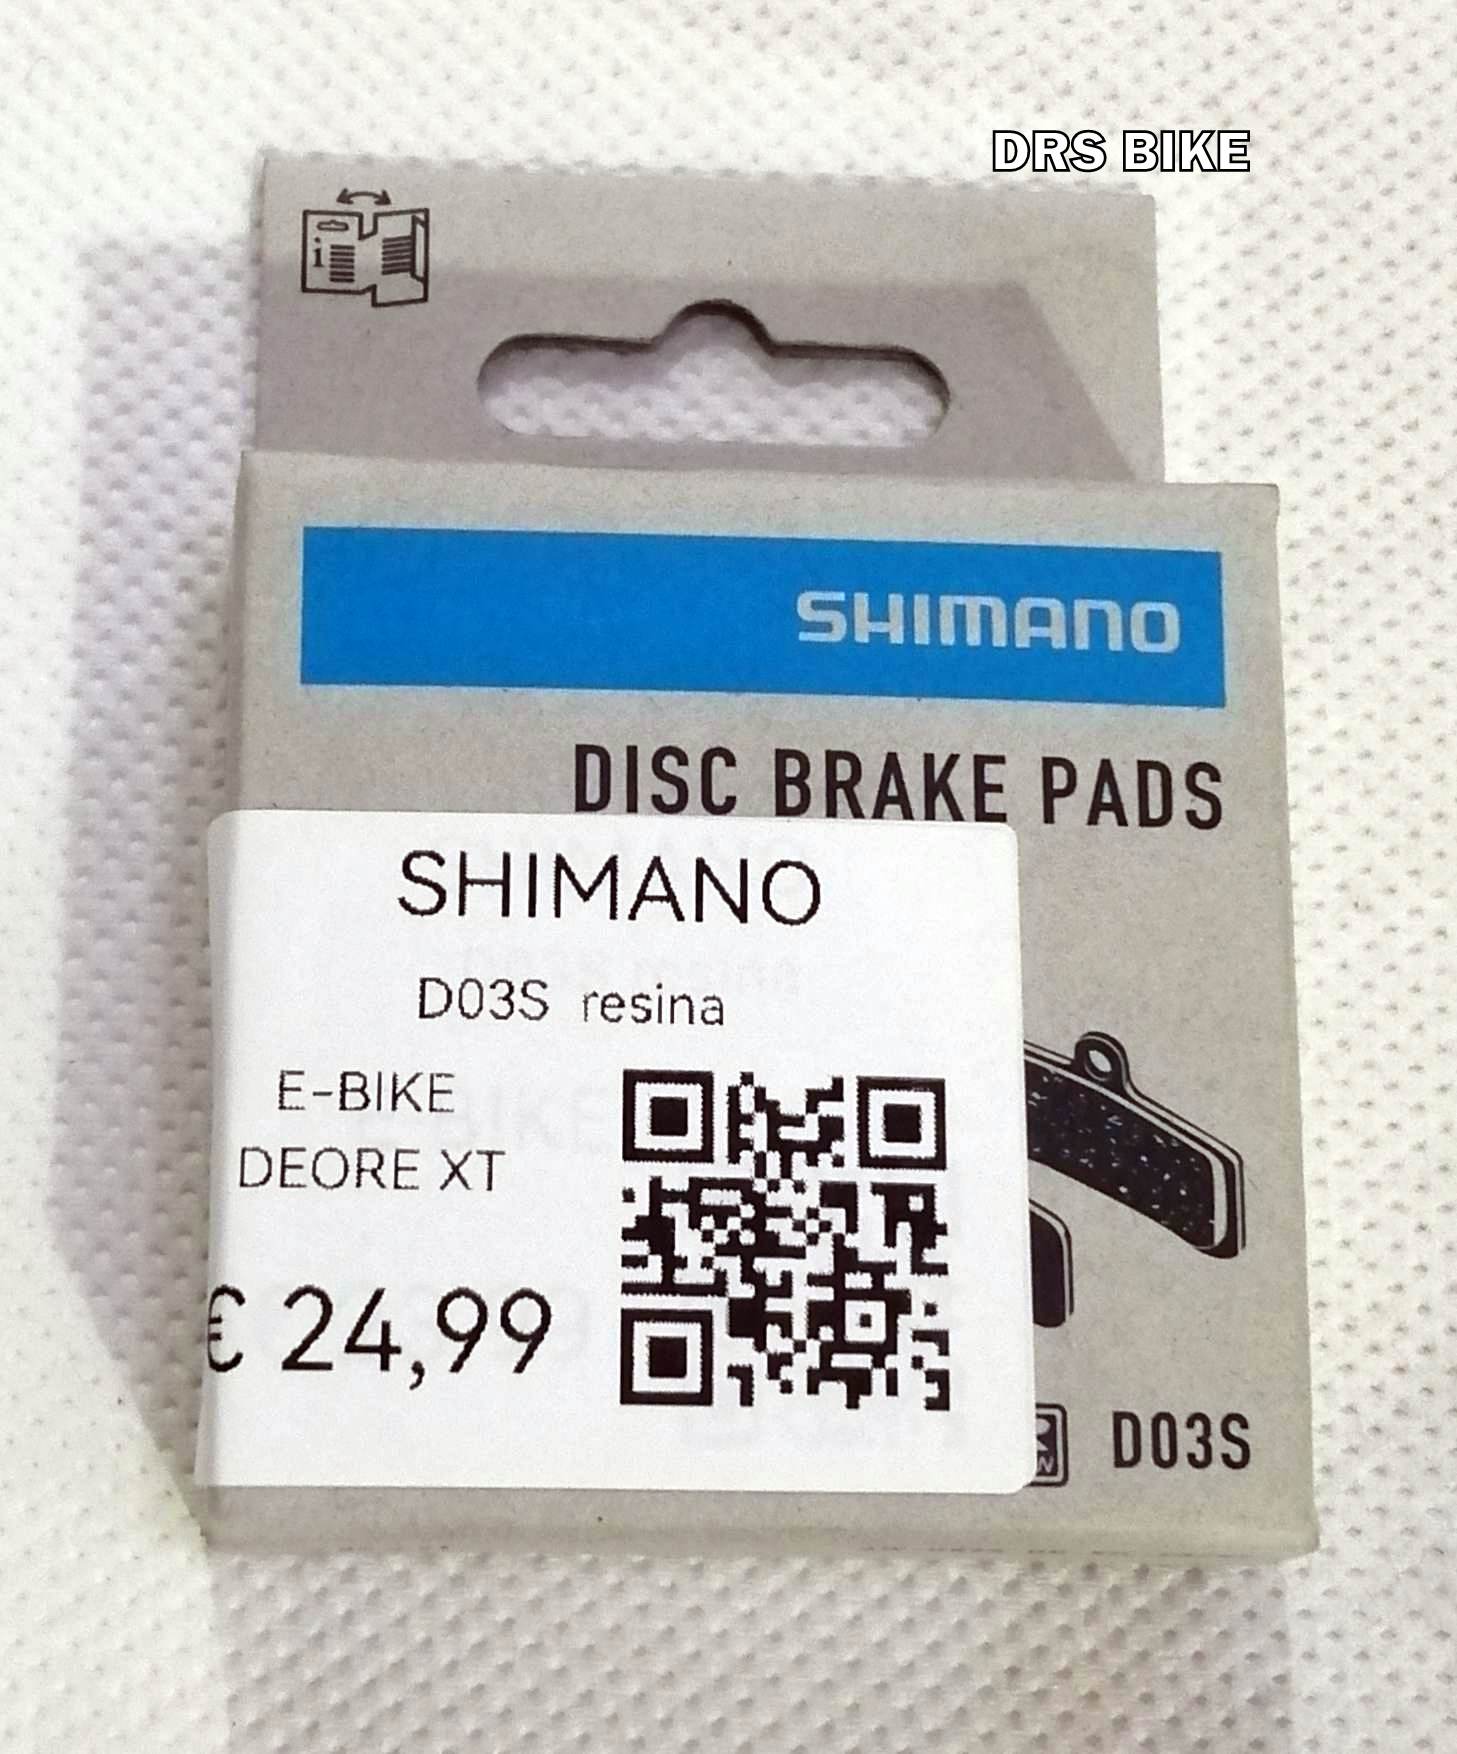 DRS BIKE
i
SHIMANO
DISC BRAKE PADS
SHIMANO
D03S resina
E-BIKE
DEORE XT
€ 24,99
D03S